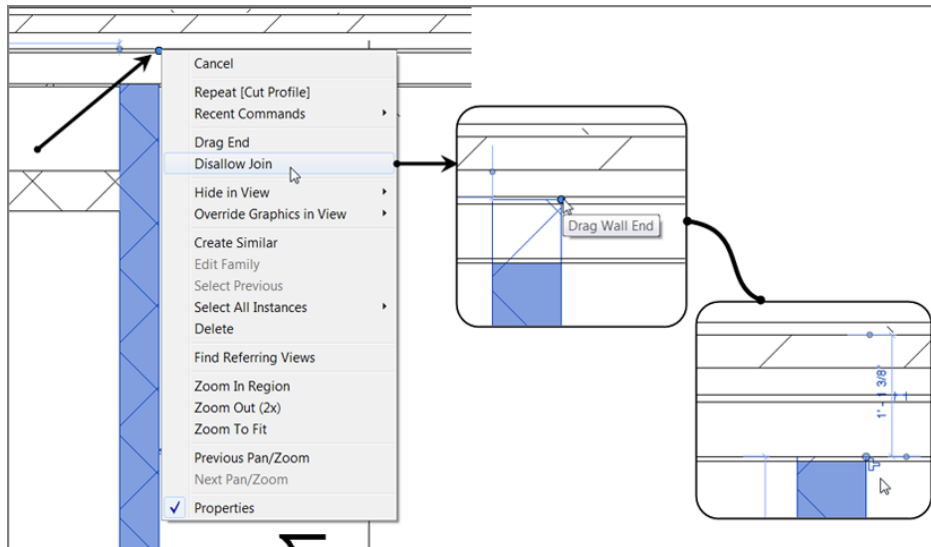 Cancel
Repeat [Cut Profile]
Recent Commands
Drag End
Disallow Join
Hide in View
Override Graphics in View
Create Similar
Edit Family
Select Previous
Select All Instances
Delete
Find Referring Views
Zoom In Region
Zoom Out (2x)
Zoom To Fit
Previous Pan/Zoom
Next Pan/Zoom
Properties
Drag Wall End
1' - 1 3/8"